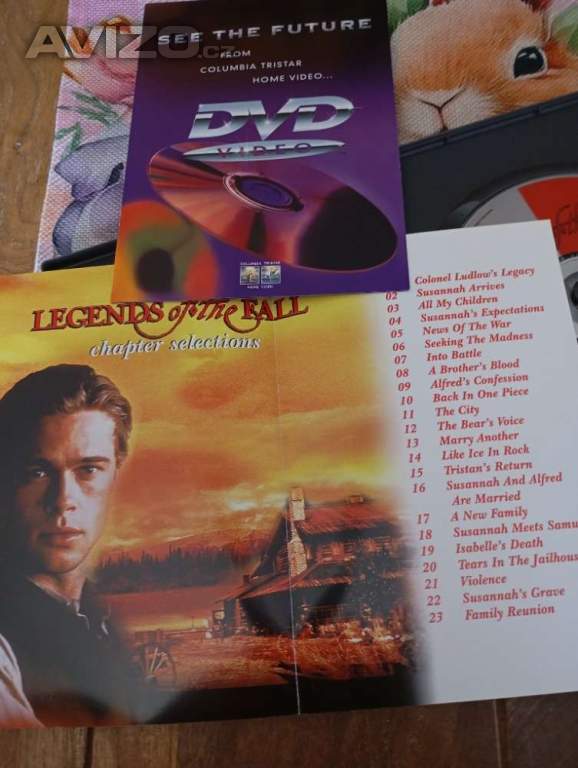 AVIZO.cz
SEE THE FUTURE
FROM
COLUMBIA TRISTAR
HOME VIDEO...
DVD
VIDEO
COLUMBIA TRISTAR
HOME VIDEO
LEGENDS of The FALL
chapter selections
Colonel Ludlow's Legacy
02 Susannah Arrives
03 All My Children
04 Susannah's Expectations
05 News Of The War
06 Seeking The Madness
07 Into Battle
08 A Brother's Blood
09 Alfred's Confession
10 Back In One Piece
11 The City
12 The Bear's Voice
13 Marry Another
14 Like Ice In Rock
15 Tristan's Return
16 Susannah And Alfred
Are Married
17 A New Family
18 Susannah Meets Samu
19 Isabelle's Death
20 Tears In The Jailhous
21 Violence
22 Susannah's Grave
23 Family Reunion